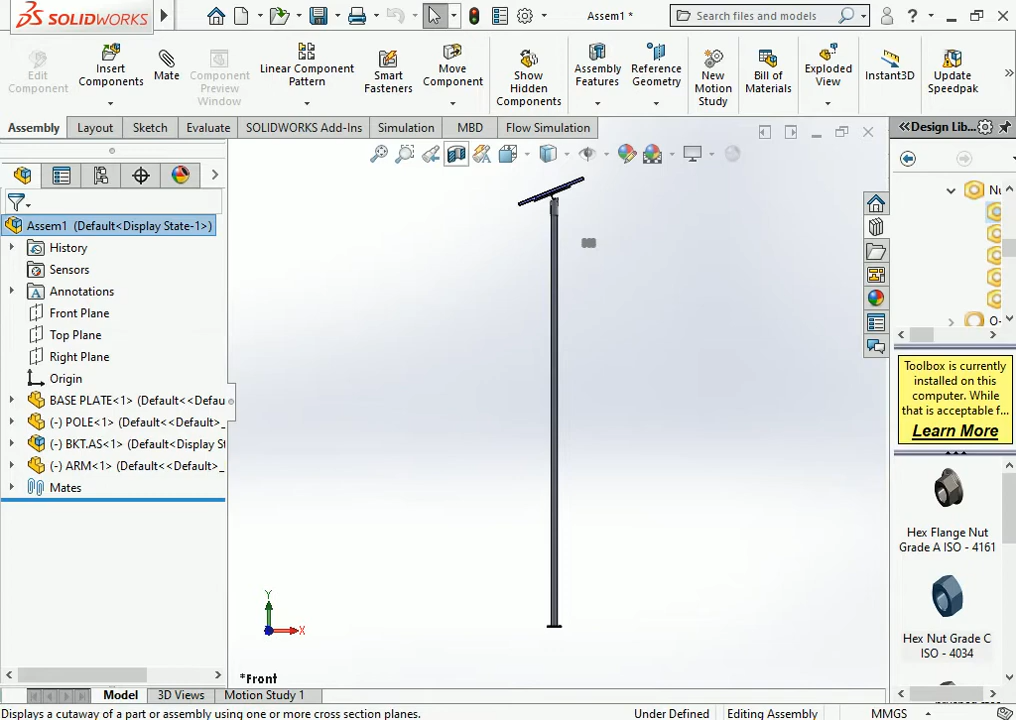 SOLIDWORKS
Assem1 *
Search files and models
Edit Component
Insert Components
Mate
Component Preview Window
Linear Component Pattern
Smart Fasteners
Move Component
Show Hidden Components
Assembly Features
Reference Geometry
New Motion Study
Bill of Materials
Exploded View
Instant3D
Update Speedpak
Assembly
Layout
Sketch
Evaluate
SOLIDWORKS Add-Ins
Simulation
MBD
Flow Simulation
Design Lib...
Assem1 (Default<Display State-1>)
History
Sensors
Annotations
Front Plane
Top Plane
Right Plane
Origin
BASE PLATE<1> (Default<<Defau
(-) POLE<1> (Default<<Default>_
(-) BKT.AS<1> (Default<Display St
(-) ARM<1> (Default<<Default>_
Mates
Toolbox is currently
installed on this
computer. While
that is acceptable f...
Learn More
Hex Flange Nut
Grade A ISO - 4161
Hex Nut Grade C
ISO - 4034
Y
X
*Front
Model
3D Views
Motion Study 1
Displays a cutaway of a part or assembly using one or more cross section planes.
Under Defined
Editing Assembly
MMGS